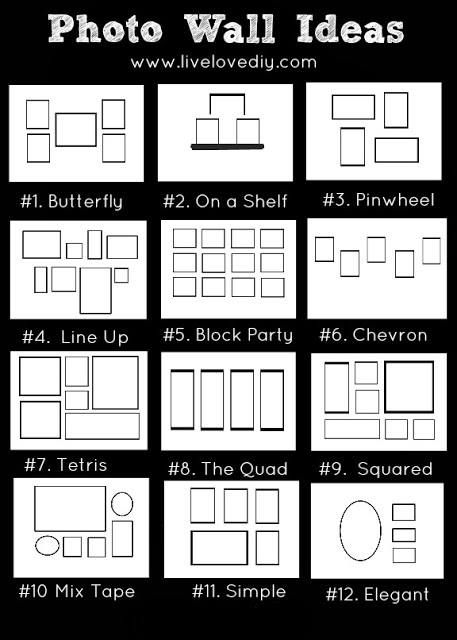 Photo Wall Ideas
www.livelovediy.com
#1. Butterfly
#2. On a Shelf
#3. Pinwheel
#4. Line Up
#5. Block Party
#6. Chevron
#7. Tetris
#8. The Quad
#9. Squared
#10 Mix Tape
#11. Simple
#12. Elegant